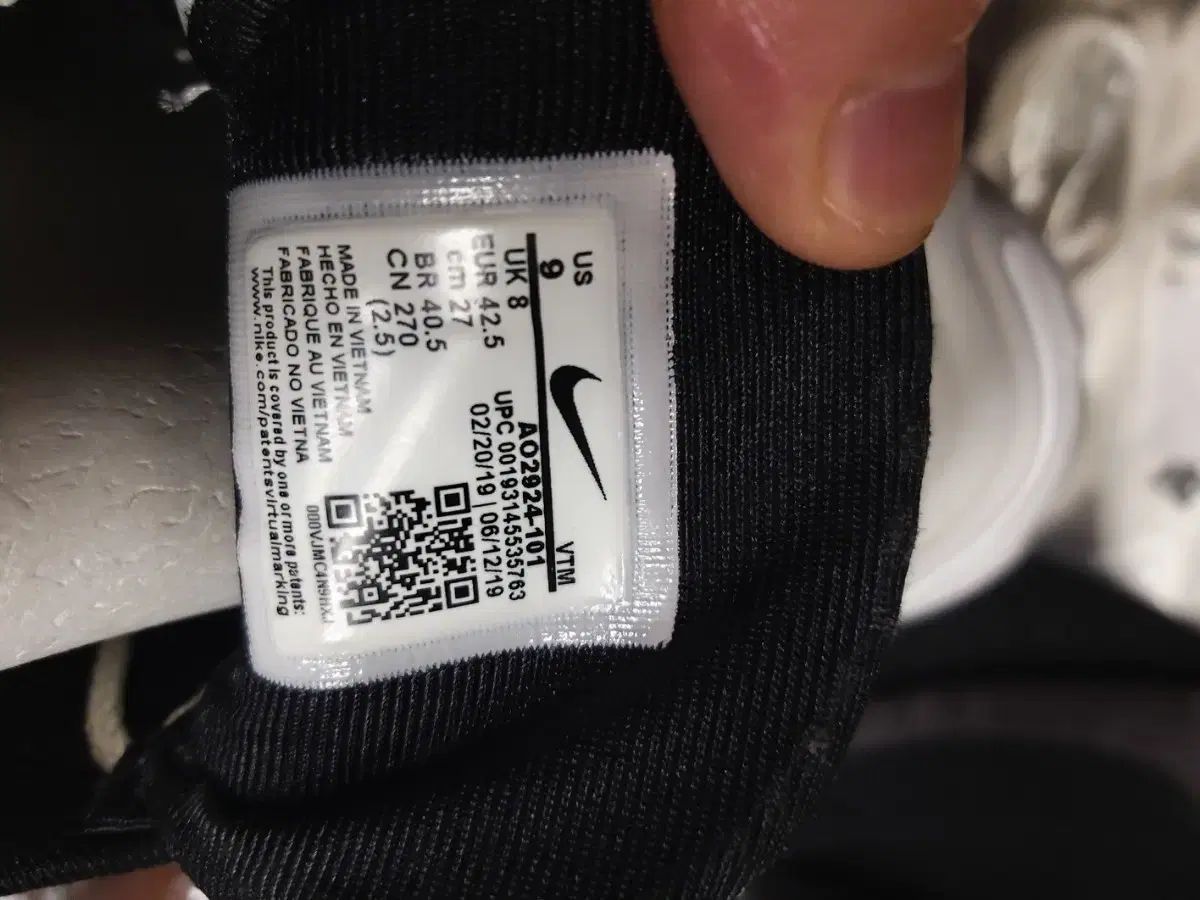 US
9
UK 8
EUR 42.5
cm 27
BR 40.5
CN 270
(2.5)
VTM
AO2924-101
UPC 00193145535763
02/20/19 | 06/12/19
MADE IN VIETNAM
HECHO EN VIETNAM
FABRIQUE AU VIETNAM
FABRICADO NO VIETNA
This product is covered by one or more patents:
www.nike.com/patentsvirtualmarking